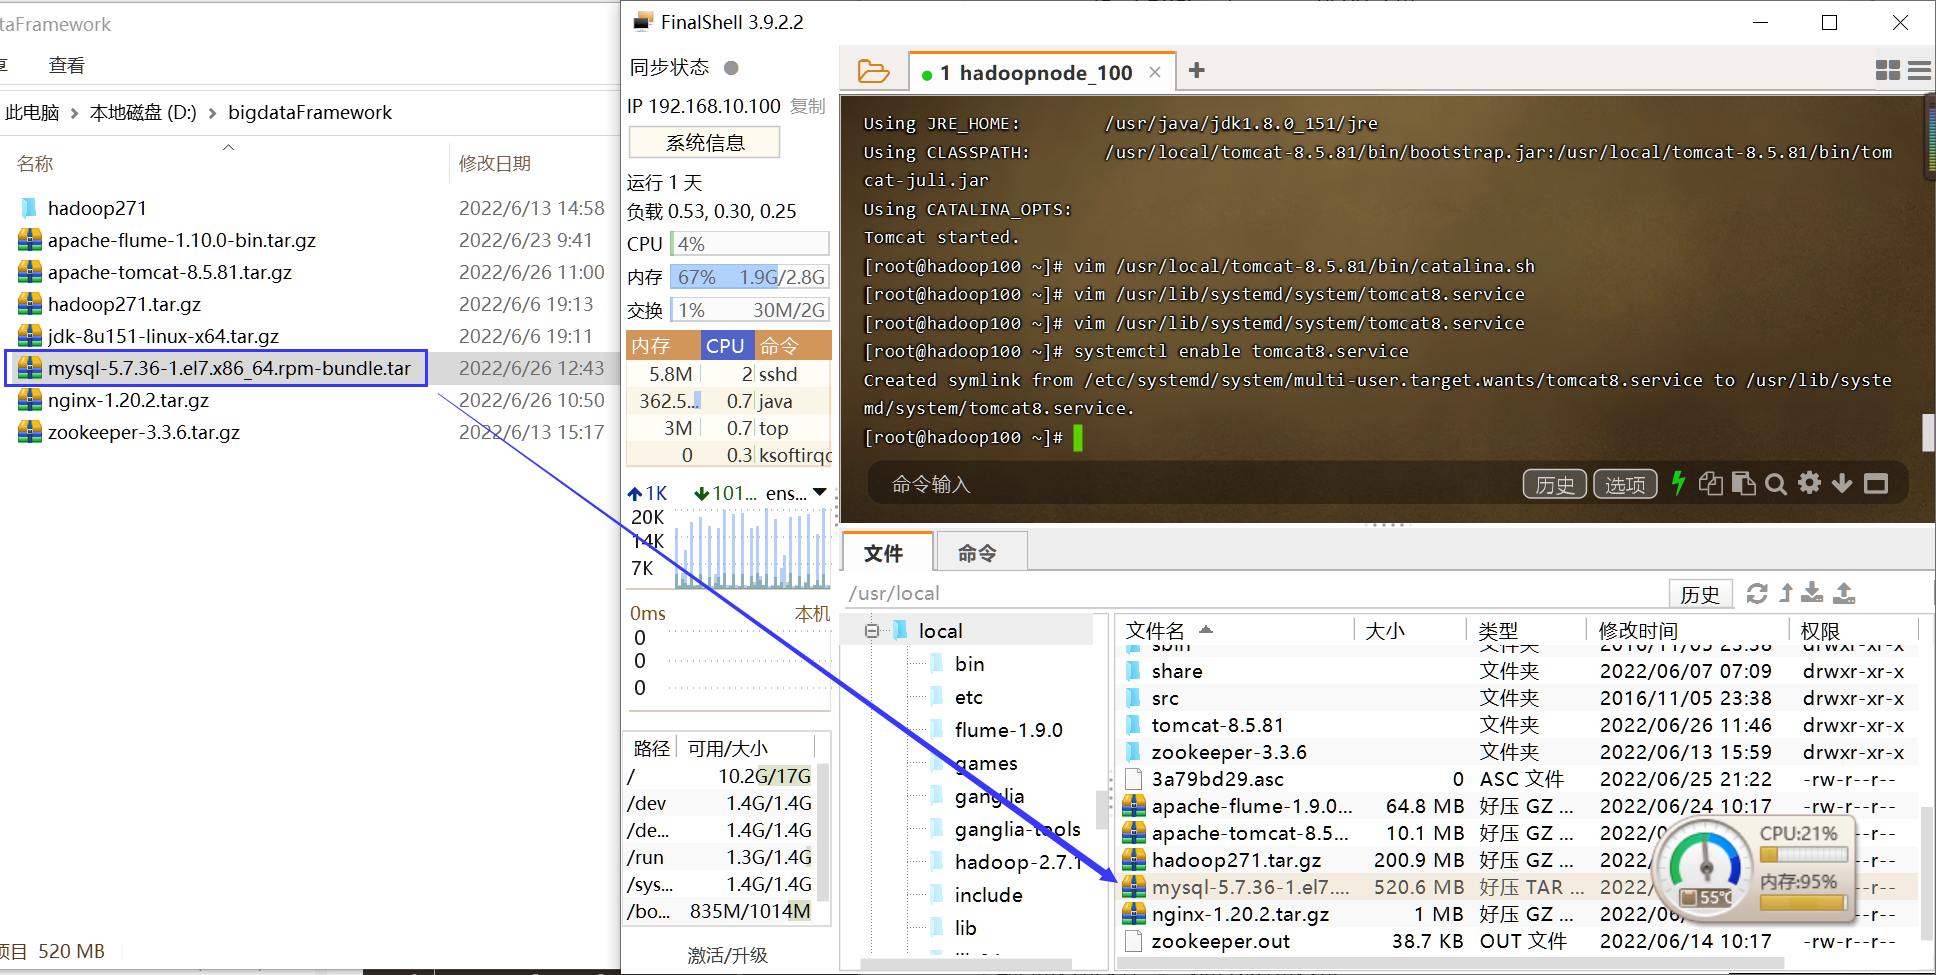 taFramework
享 查看
此电脑 > 本地磁盘 (D:) > bigdataFramework
名称 修改日期
hadoop271 2022/6/13 14:58
apache-flume-1.10.0-bin.tar.gz 2022/6/23 9:41
apache-tomcat-8.5.81.tar.gz 2022/6/26 11:00
hadoop271.tar.gz 2022/6/6 19:13
jdk-8u151-linux-x64.tar.gz 2022/6/6 19:11
mysql-5.7.36-1.el7.x86_64.rpm-bundle.tar 2022/6/26 12:43
nginx-1.20.2.tar.gz 2022/6/26 10:50
zookeeper-3.3.6.tar.gz 2022/6/13 15:17
项目 520 MB
FinalShell 3.9.2.2
同步状态
IP 192.168.10.100 复制
系统信息
运行 1 天
负载 0.53, 0.30, 0.25
CPU 4%
内存 67% 1.9G/2.8G
交换 1% 30M/2G
内存 CPU 命令
5.8M 2 sshd
362.5... 0.7 java
3M 0.7 top
0 0.3 ksoftirqd
1K 101... ens...
20K
14K
7K
0ms 本机
0
0
0
路径 可用/大小
/ 10.2G/17G
/dev 1.4G/1.4G
/de... 1.4G/1.4G
/run 1.3G/1.4G
/sys... 1.4G/1.4G
/bo... 835M/1014M
激活/升级
1 hadoopnode_100 × +
Using JRE_HOME: /usr/java/jdk1.8.0_151/jre
Using CLASSPATH: /usr/local/tomcat-8.5.81/bin/bootstrap.jar:/usr/local/tomcat-8.5.81/bin/tom
cat-juli.jar
Using CATALINA_OPTS:
Tomcat started.
[root@hadoop100 ~]# vim /usr/local/tomcat-8.5.81/bin/catalina.sh
[root@hadoop100 ~]# vim /usr/lib/systemd/system/tomcat8.service
[root@hadoop100 ~]# vim /usr/lib/systemd/system/tomcat8.service
[root@hadoop100 ~]# systemctl enable tomcat8.service
Created symlink from /etc/systemd/system/multi-user.target.wants/tomcat8.service to /usr/lib/syste
md/system/tomcat8.service.
[root@hadoop100 ~]#
命令输入 历史 选项
文件 命令
/usr/local 历史
local
bin
etc
flume-1.9.0
games
ganglia
ganglia-tools
hadoop-2.7.1
include
lib
文件名 大小 类型 修改时间 权限
sbin 文件夹 2016/11/05 23:38 drwxr-xr-x
share 文件夹 2022/06/07 07:09 drwxr-xr-x
src 文件夹 2016/11/05 23:38 drwxr-xr-x
tomcat-8.5.81 文件夹 2022/06/26 11:46 drwxr-xr-x
zookeeper-3.3.6 文件夹 2022/06/13 15:59 drwxr-xr-x
3a79bd29.asc 0 ASC 文件 2022/06/25 21:22 -rw-r--r--
apache-flume-1.9.0... 64.8 MB 好压 GZ ... 2022/06/24 10:17 -rw-r--r--
apache-tomcat-8.5... 10.1 MB 好压 GZ ... 2022/0 --r--
hadoop271.tar.gz 200.9 MB 好压 GZ ... 2022/ --r--
mysql-5.7.36-1.el7.... 520.6 MB 好压 TAR ... 2022/ --r--
nginx-1.20.2.tar.gz 1 MB 好压 GZ ... 2022/ --r--
zookeeper.out 38.7 KB OUT 文件 2022/06/14 10:17 -rw-r--r--
CPU:21%
内存:95%
55℃